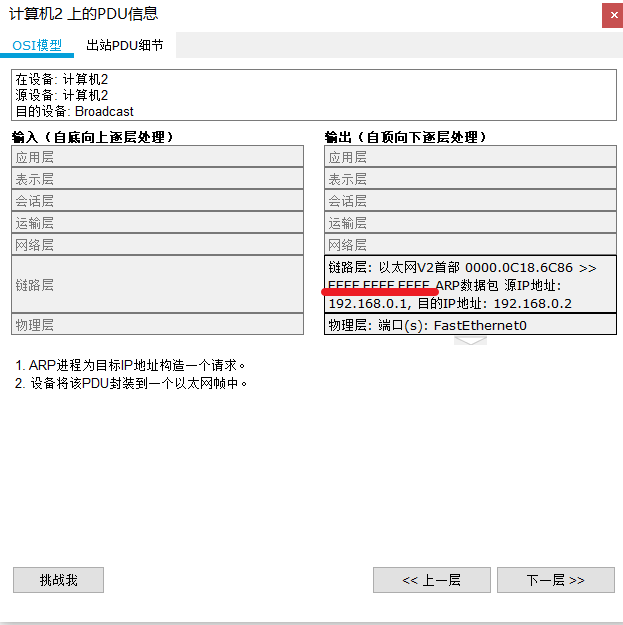 计算机2 上的PDU信息
×
OSI模型 出站PDU细节
在设备: 计算机2
源设备: 计算机2
目的设备: Broadcast
输入（自底向上逐层处理） 输出（自顶向下逐层处理）
应用层 应用层
表示层 表示层
会话层 会话层
运输层 运输层
网络层 网络层
链路层
链路层: 以太网V2首部 0000.0C18.6C86 >>
FFFF.FFFF.FFFF ARP数据包 源IP地址:
192.168.0.1, 目的IP地址: 192.168.0.2
物理层 物理层: 端口(s): FastEthernet0
1. ARP进程为目标IP地址构造一个请求。
2. 设备将该PDU封装到一个以太网帧中。
挑战我 << 上一层 下一层 >>